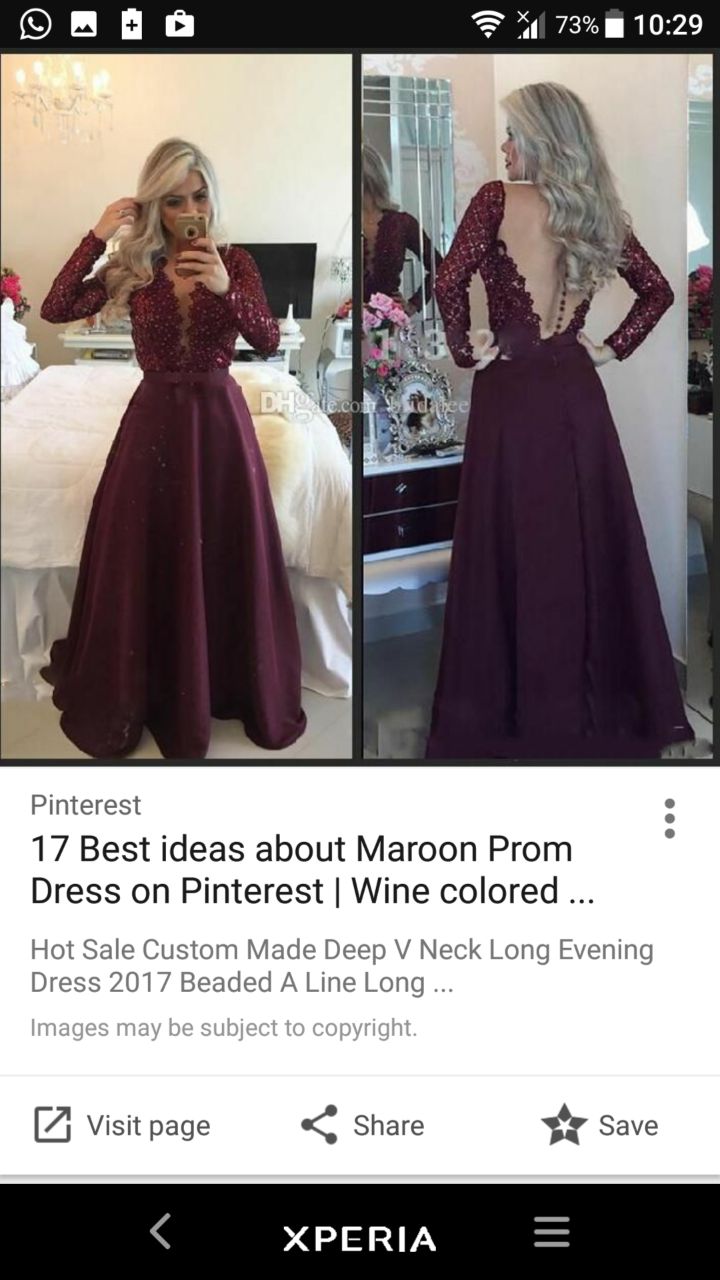 73% 10:29
DHgate.com
17 Best ideas about Maroon Prom
Dress on Pinterest | Wine colored ...
Pinterest
Hot Sale Custom Made Deep V Neck Long Evening
Dress 2017 Beaded A Line Long ...
Images may be subject to copyright.
Visit page
Share
Save
XPERIA